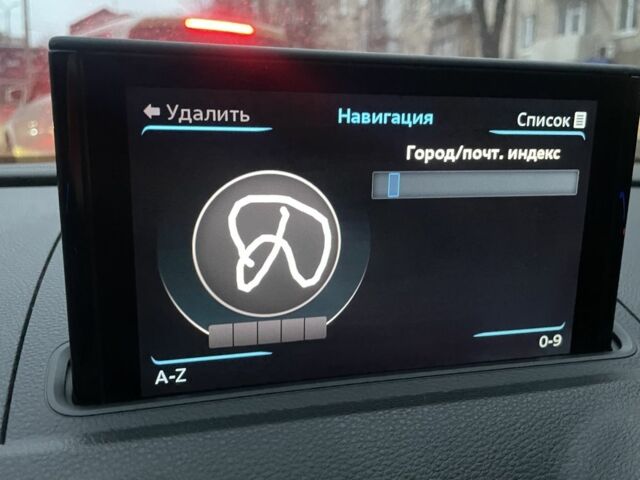 Удалить
Навигация
Список
Город/почт. индекс
A-Z
0-9